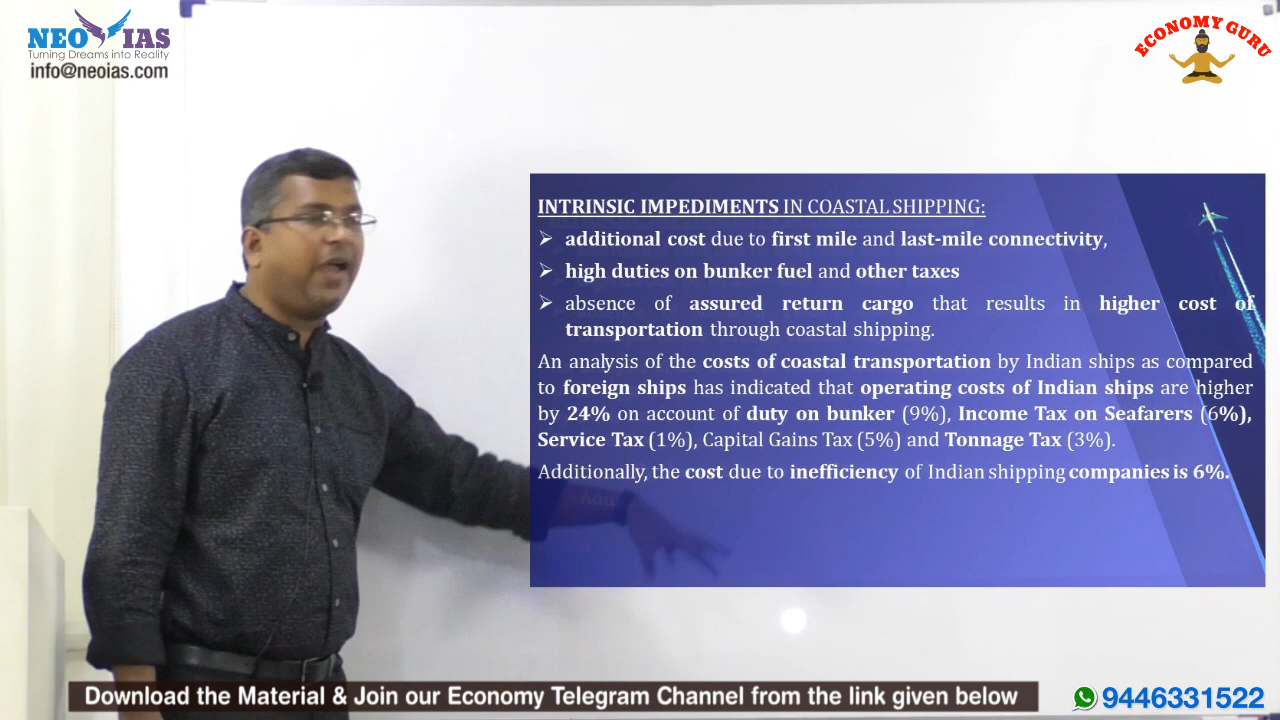 NEO IAS
Turning Dreams into Reality
info@neoias.com
ECONOMY GURU
INTRINSIC IMPEDIMENTS IN COASTAL SHIPPING:
➢ additional cost due to first mile and last-mile connectivity,
➢ high duties on bunker fuel and other taxes
➢ absence of assured return cargo that results in higher cost of
transportation through coastal shipping.
An analysis of the costs of coastal transportation by Indian ships as compared
to foreign ships has indicated that operating costs of Indian ships are higher
by 24% on account of duty on bunker (9%), Income Tax on Seafarers (6%),
Service Tax (1%), Capital Gains Tax (5%) and Tonnage Tax (3%).
Additionally, the cost due to inefficiency of Indian shipping companies is 6%.
Download the Material & Join our Economy Telegram Channel from the link given below
9446331522